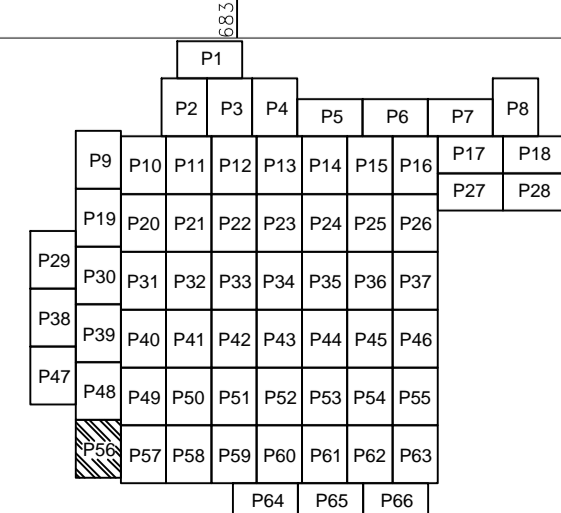 683
P1
P2 P3 P4 P5 P6 P7 P8
P9 P10 P11 P12 P13 P14 P15 P16 P17 P18
P27 P28
P19 P20 P21 P22 P23 P24 P25 P26
P29 P30 P31 P32 P33 P34 P35 P36 P37
P38 P39 P40 P41 P42 P43 P44 P45 P46
P47 P48 P49 P50 P51 P52 P53 P54 P55
P56 P57 P58 P59 P60 P61 P62 P63
P64 P65 P66